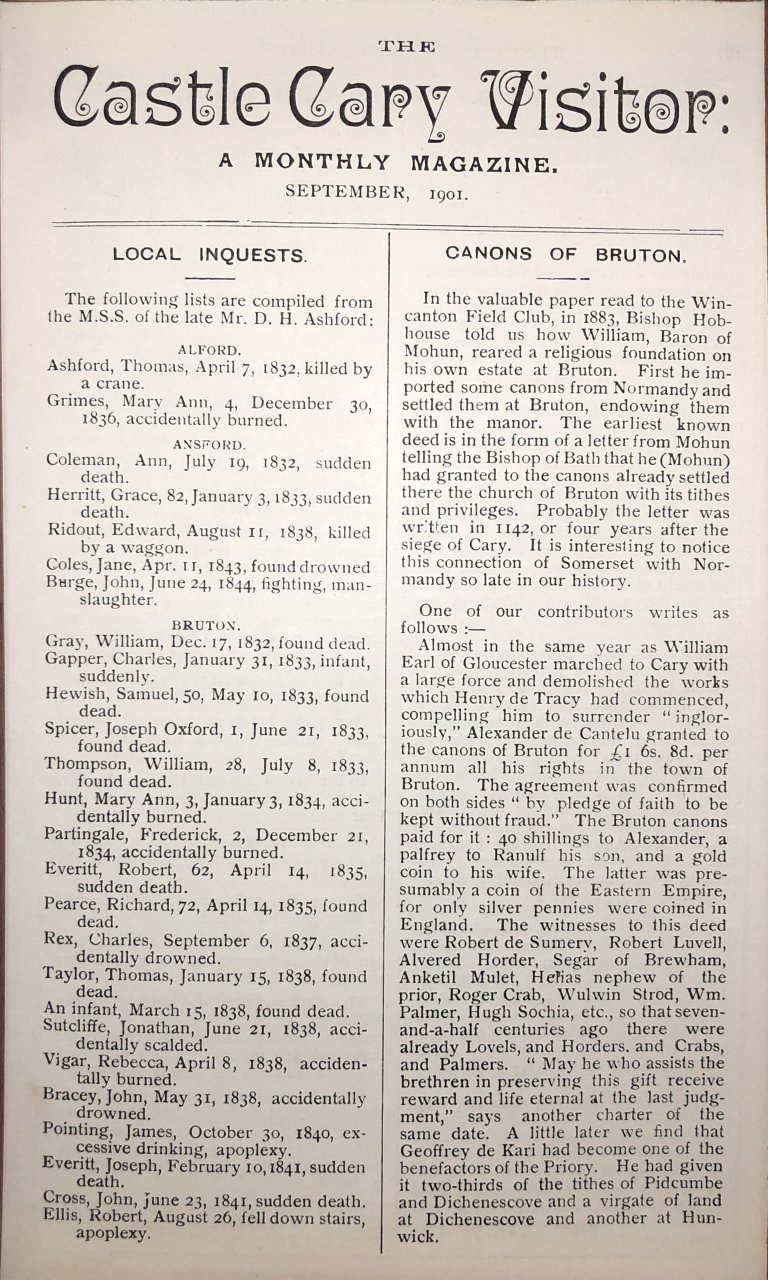 THE
Castle Cary Visitor:
A MONTHLY MAGAZINE.
SEPTEMBER, 1901.
LOCAL INQUESTS.
The following lists are compiled from
the M.S.S. of the late Mr. D. H. Ashford:
ALFORD.
Ashford, Thomas, April 7, 1832, killed by
a crane.
Grimes, Mary Ann, 4, December 30,
1836, accidentally burned.
ANSFORD.
Coleman, Ann, July 19, 1832, sudden
death.
Herritt, Grace, 82, January 3, 1833, sudden
death.
Ridout, Edward, August 11, 1838, killed
by a waggon.
Coles, Jane, Apr. 11, 1843, found drowned
Burge, John, June 24, 1844, fighting, man-
slaughter.
BRUTON.
Gray, William, Dec. 17, 1832, found dead.
Gapper, Charles, January 31, 1833, infant,
suddenly.
Hewish, Samuel, 50, May 10, 1833, found
dead.
Spicer, Joseph Oxford, 1, June 21, 1833,
found dead.
Thompson, William, 28, July 8, 1833,
found dead.
Hunt, Mary Ann, 3, January 3, 1834, acci-
dentally burned.
Partingale, Frederick, 2, December 21,
1834, accidentally burned.
Everitt, Robert, 62, April 14, 1835,
sudden death.
Pearce, Richard, 72, April 14, 1835, found
dead.
Rex, Charles, September 6, 1837, acci-
dentally drowned.
Taylor, Thomas, January 15, 1838, found
dead.
An infant, March 15, 1838, found dead.
Sutcliffe, Jonathan, June 21, 1838, acci-
dentally scalded.
Vigar, Rebecca, April 8, 1838, acciden-
tally burned.
Bracey, John, May 31, 1838, accidentally
drowned.
Pointing, James, October 30, 1840, ex-
cessive drinking, apoplexy.
Everitt, Joseph, February 10, 1841, sudden
death.
Cross, John, June 23, 1841, sudden death.
Ellis, Robert, August 26, fell down stairs,
apoplexy.
CANONS OF BRUTON.
In the valuable paper read to the Win-
canton Field Club, in 1883, Bishop Hob-
house told us how William, Baron of
Mohun, reared a religious foundation on
his own estate at Bruton. First he im-
ported some canons from Normandy and
settled them at Bruton, endowing them
with the manor. The earliest known
deed is in the form of a letter from Mohun
telling the Bishop of Bath that he (Mohun)
had granted to the canons already settled
there the church of Bruton with its tithes
and privileges. Probably the letter was
written in 1142, or four years after the
siege of Cary. It is interesting to notice
this connection of Somerset with Nor-
mandy so late in our history.
One of our contributors writes as
follows :—
Almost in the same year as William
Earl of Gloucester marched to Cary with
a large force and demolished the works
which Henry de Tracy had commenced,
compelling him to surrender "inglor-
iously," Alexander de Cantelu granted to
the canons of Bruton for £1 6s. 8d. per
annum all his rights in the town of
Bruton. The agreement was confirmed
on both sides "by pledge of faith to be
kept without fraud." The Bruton canons
paid for it : 40 shillings to Alexander, a
palfrey to Ranulf his son, and a gold
coin to his wife. The latter was pre-
sumably a coin of the Eastern Empire,
for only silver pennies were coined in
England. The witnesses to this deed
were Robert de Sumery, Robert Luvell,
Alvered Horder, Segar of Brewham,
Anketil Mulet, Helias nephew of the
prior, Roger Crab, Wulwin Strod, Wm.
Palmer, Hugh Sochia, etc., so that seven-
and-a-half centuries ago there were
already Lovels, and Horders, and Crabs,
and Palmers. "May he who assists the
brethren in preserving this gift receive
reward and life eternal at the last judg-
ment," says another charter of the
same date. A little later we find that
Geoffrey de Kari had become one of the
benefactors of the Priory. He had given
it two-thirds of the tithes of Pidcumbe
and Dichenescove and a virgate of land
at Dichenescove and another at Hun-
wick.